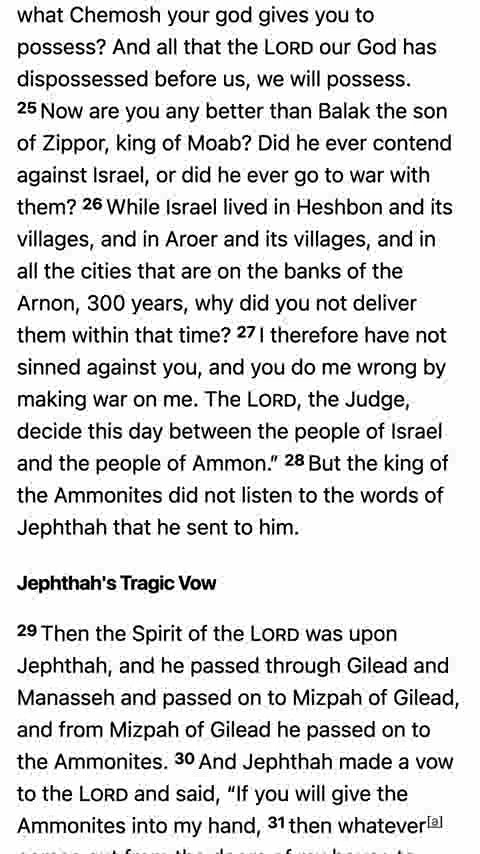 what Chemosh your god gives you to
possess? And all that the LORD our God has
dispossessed before us, we will possess.
25 Now are you any better than Balak the son
of Zippor, king of Moab? Did he ever contend
against Israel, or did he ever go to war with
them? 26 While Israel lived in Heshbon and its
villages, and in Aroer and its villages, and in
all the cities that are on the banks of the
Arnon, 300 years, why did you not deliver
them within that time? 27 I therefore have not
sinned against you, and you do me wrong by
making war on me. The LORD, the Judge,
decide this day between the people of Israel
and the people of Ammon.” 28 But the king of
the Ammonites did not listen to the words of
Jephthah that he sent to him.
Jephthah's Tragic Vow
29 Then the Spirit of the LORD was upon
Jephthah, and he passed through Gilead and
Manasseh and passed on to Mizpah of Gilead,
and from Mizpah of Gilead he passed on to
the Ammonites. 30 And Jephthah made a vow
to the LORD and said, “If you will give the
Ammonites into my hand, 31 then whatever[a]